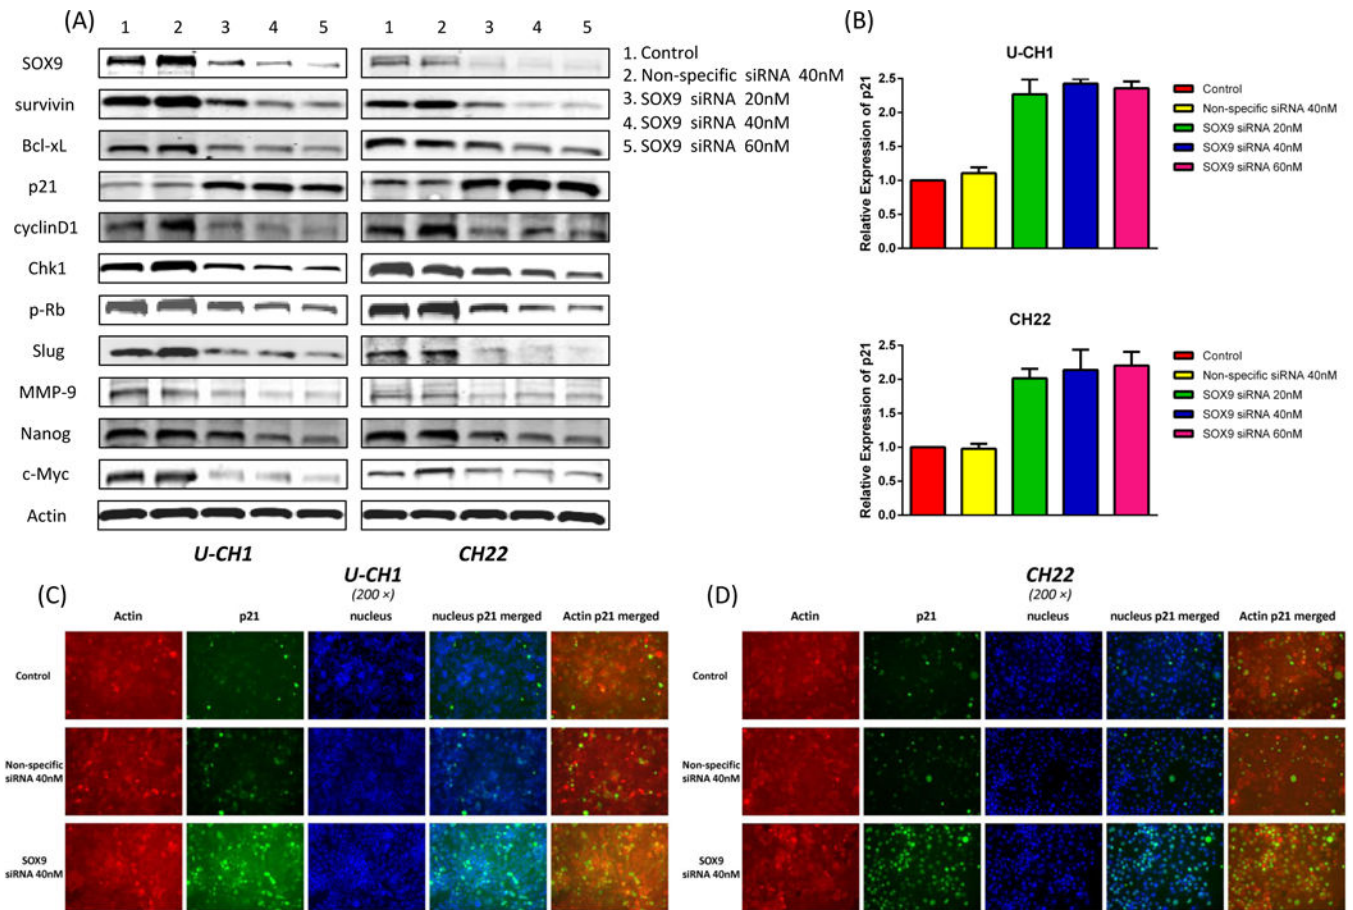 (A)
1 2 3 4 5 1 2 3 4 5
SOX9
survivin
Bcl-xL
p21
cyclinD1
Chk1
p-Rb
Slug
MMP-9
Nanog
c-Myc
Actin
U-CH1 CH22
1. Control
2. Non-specific siRNA 40nM
3. SOX9 siRNA 20nM
4. SOX9 siRNA 40nM
5. SOX9 siRNA 60nM
(B)
U-CH1
Relative Expression of p21
2.5
2.0
1.5
1.0
0.5
0.0
Control
Non-specific siRNA 40nM
SOX9 siRNA 20nM
SOX9 siRNA 40nM
SOX9 siRNA 60nM
CH22
Relative Expression of p21
2.5
2.0
1.5
1.0
0.5
0.0
Control
Non-specific siRNA 40nM
SOX9 siRNA 20nM
SOX9 siRNA 40nM
SOX9 siRNA 60nM
(C)
U-CH1
(200 ×)
Actin p21 nucleus nucleus p21 merged Actin p21 merged
Control
Non-specific
siRNA 40nM
SOX9
siRNA 40nM
(D)
CH22
(200 ×)
Actin p21 nucleus nucleus p21 merged Actin p21 merged
Control
Non-specific
siRNA 40nM
SOX9
siRNA 40nM